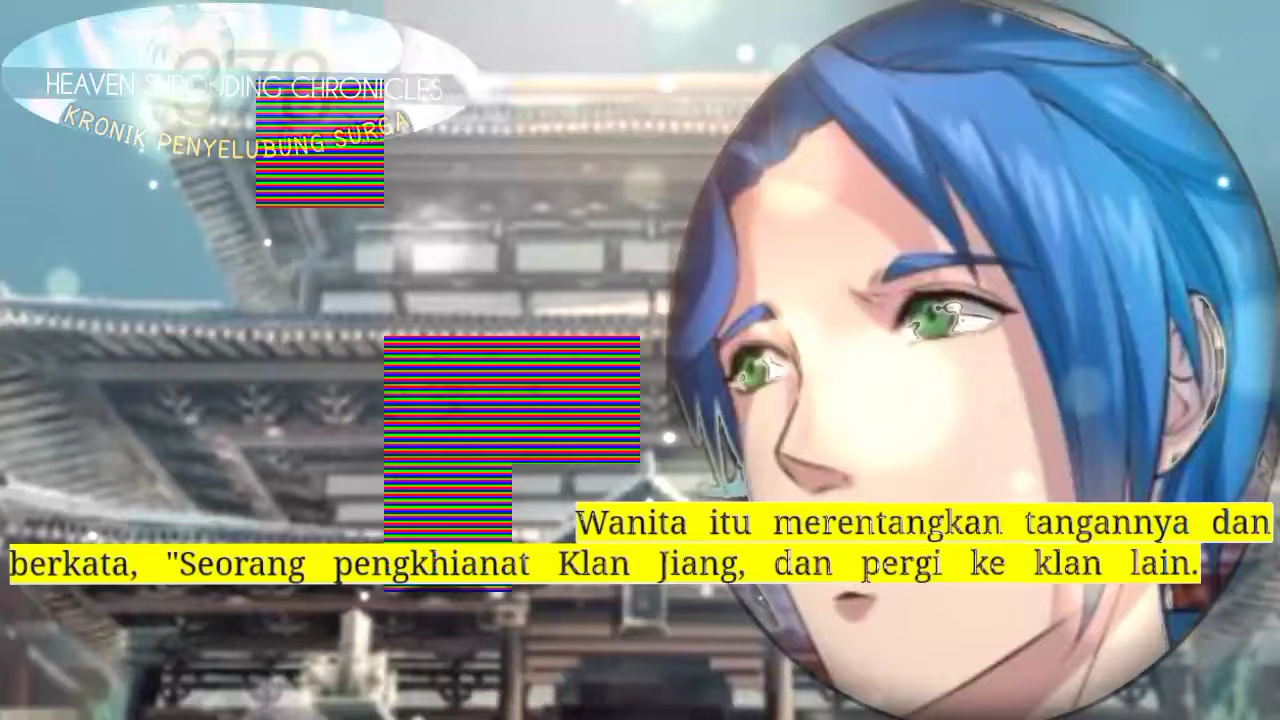 HEAVEN SHROUDING CHRONICLES
KRONIK PENYELUBUNG SURGA
Wanita itu merentangkan tangannya dan
berkata, "Seorang pengkhianat Klan Jiang, dan pergi ke klan lain.